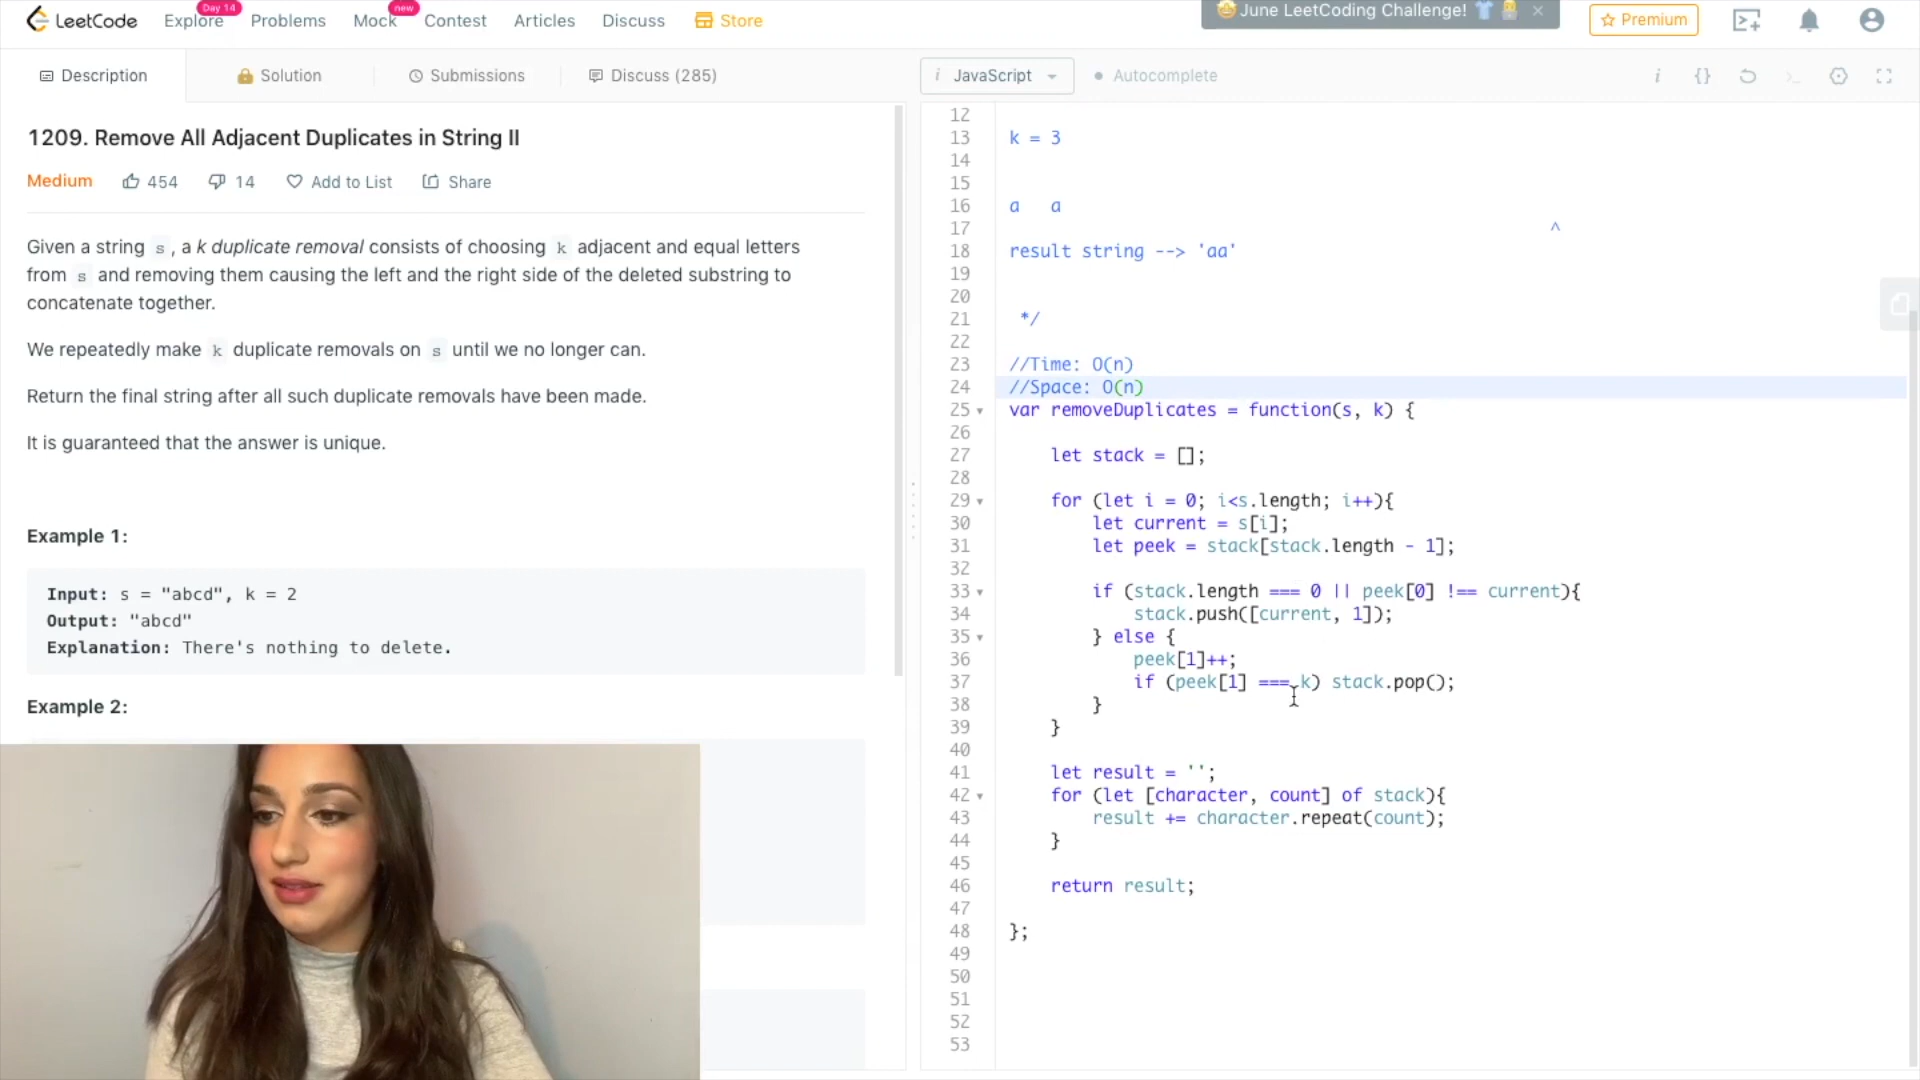 LeetCode
Explore
Day 14
Problems
Mock
new
Contest
Articles
Discuss
Store
🤩June LeetCoding Challenge! 👕
Premium
Description
Solution
Submissions
Discuss (285)
i JavaScript
Autocomplete
1209. Remove All Adjacent Duplicates in String II
Medium
454
14
Add to List
Share
Given a string s , a k duplicate removal consists of choosing k adjacent and equal letters
from s and removing them causing the left and the right side of the deleted substring to
concatenate together.
We repeatedly make k duplicate removals on s until we no longer can.
Return the final string after all such duplicate removals have been made.
It is guaranteed that the answer is unique.
Example 1:
Input: s = "abcd", k = 2
Output: "abcd"
Explanation: There's nothing to delete.
Example 2:
12
13 k = 3
14
15
16 a   a
17 ^
18 result string --> 'aa'
19
20
21 */
22
23 //Time: O(n)
24 //Space: O(n)
25 var removeDuplicates = function(s, k) {
26
27 let stack = [];
28
29 for (let i = 0; i<s.length; i++){
30 let current = s[i];
31 let peek = stack[stack.length - 1];
32
33 if (stack.length === 0 || peek[0] !== current){
34 stack.push([current, 1]);
35 } else {
36 peek[1]++;
37 if (peek[1] === k) stack.pop();
38 }
39 }
40
41 let result = '';
42 for (let [character, count] of stack){
43 result += character.repeat(count);
44 }
45
46 return result;
47
48 };
49
50
51
52
53